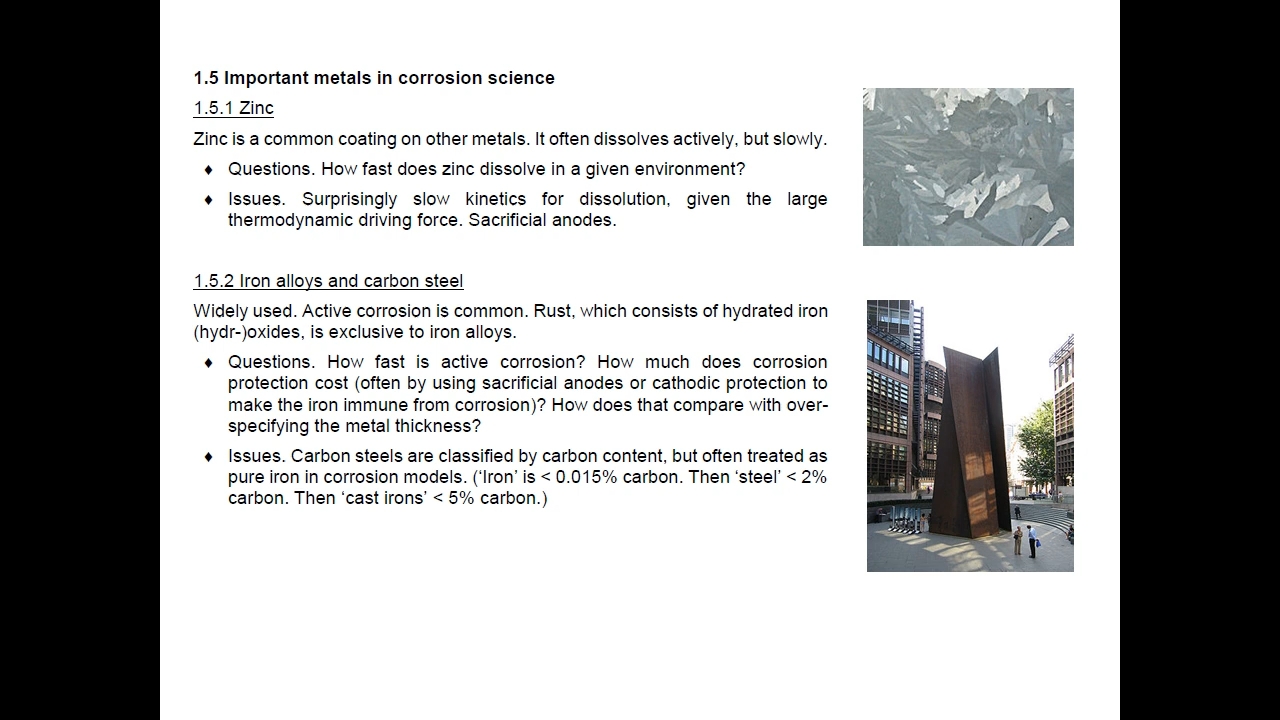 1.5 Important metals in corrosion science
1.5.1 Zinc
Zinc is a common coating on other metals. It often dissolves actively, but slowly.
♦ Questions. How fast does zinc dissolve in a given environment?
♦ Issues. Surprisingly slow kinetics for dissolution, given the large
thermodynamic driving force. Sacrificial anodes.
1.5.2 Iron alloys and carbon steel
Widely used. Active corrosion is common. Rust, which consists of hydrated iron
(hydr-)oxides, is exclusive to iron alloys.
♦ Questions. How fast is active corrosion? How much does corrosion
protection cost (often by using sacrificial anodes or cathodic protection to
make the iron immune from corrosion)? How does that compare with over-
specifying the metal thickness?
♦ Issues. Carbon steels are classified by carbon content, but often treated as
pure iron in corrosion models. (‘Iron’ is < 0.015% carbon. Then ‘steel’ < 2%
carbon. Then ‘cast irons’ < 5% carbon.)